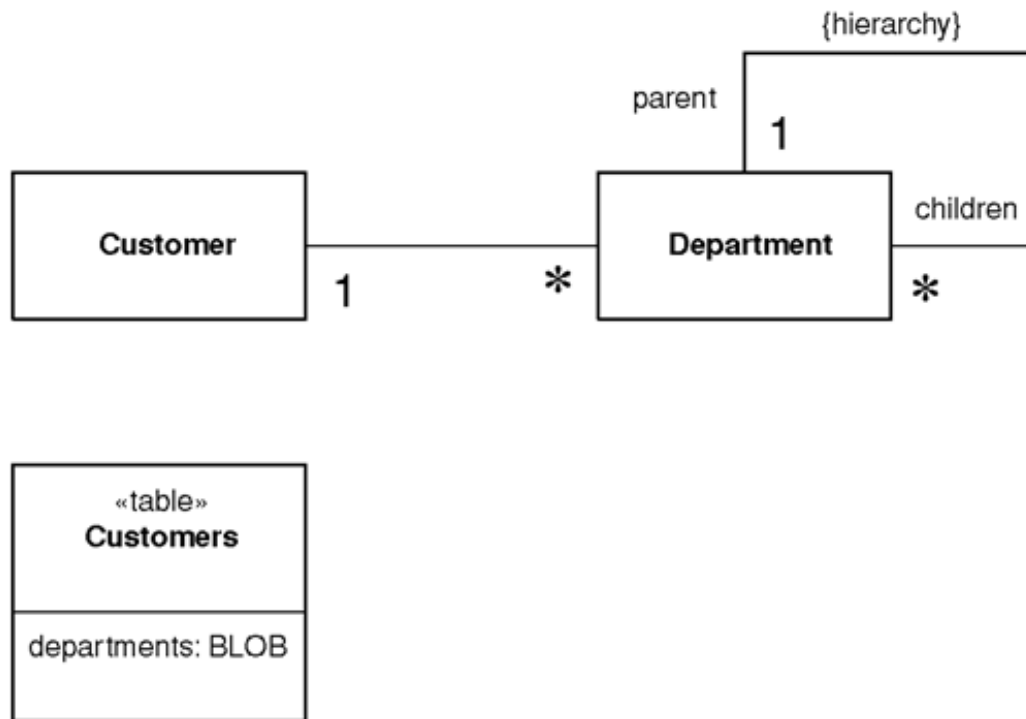 {hierarchy}
parent
1
Customer
Department
children
1
*
*
«table»
Customers
departments: BLOB